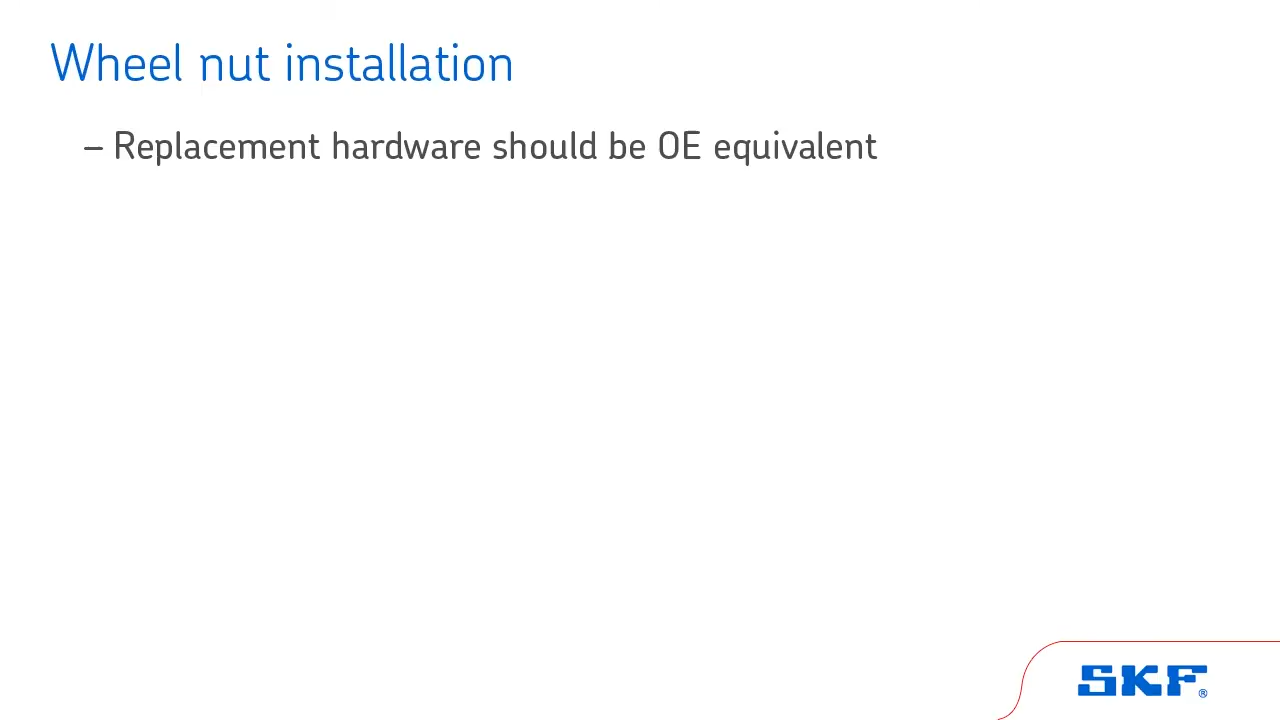 Wheel nut installation
– Replacement hardware should be OE equivalent
SKF®